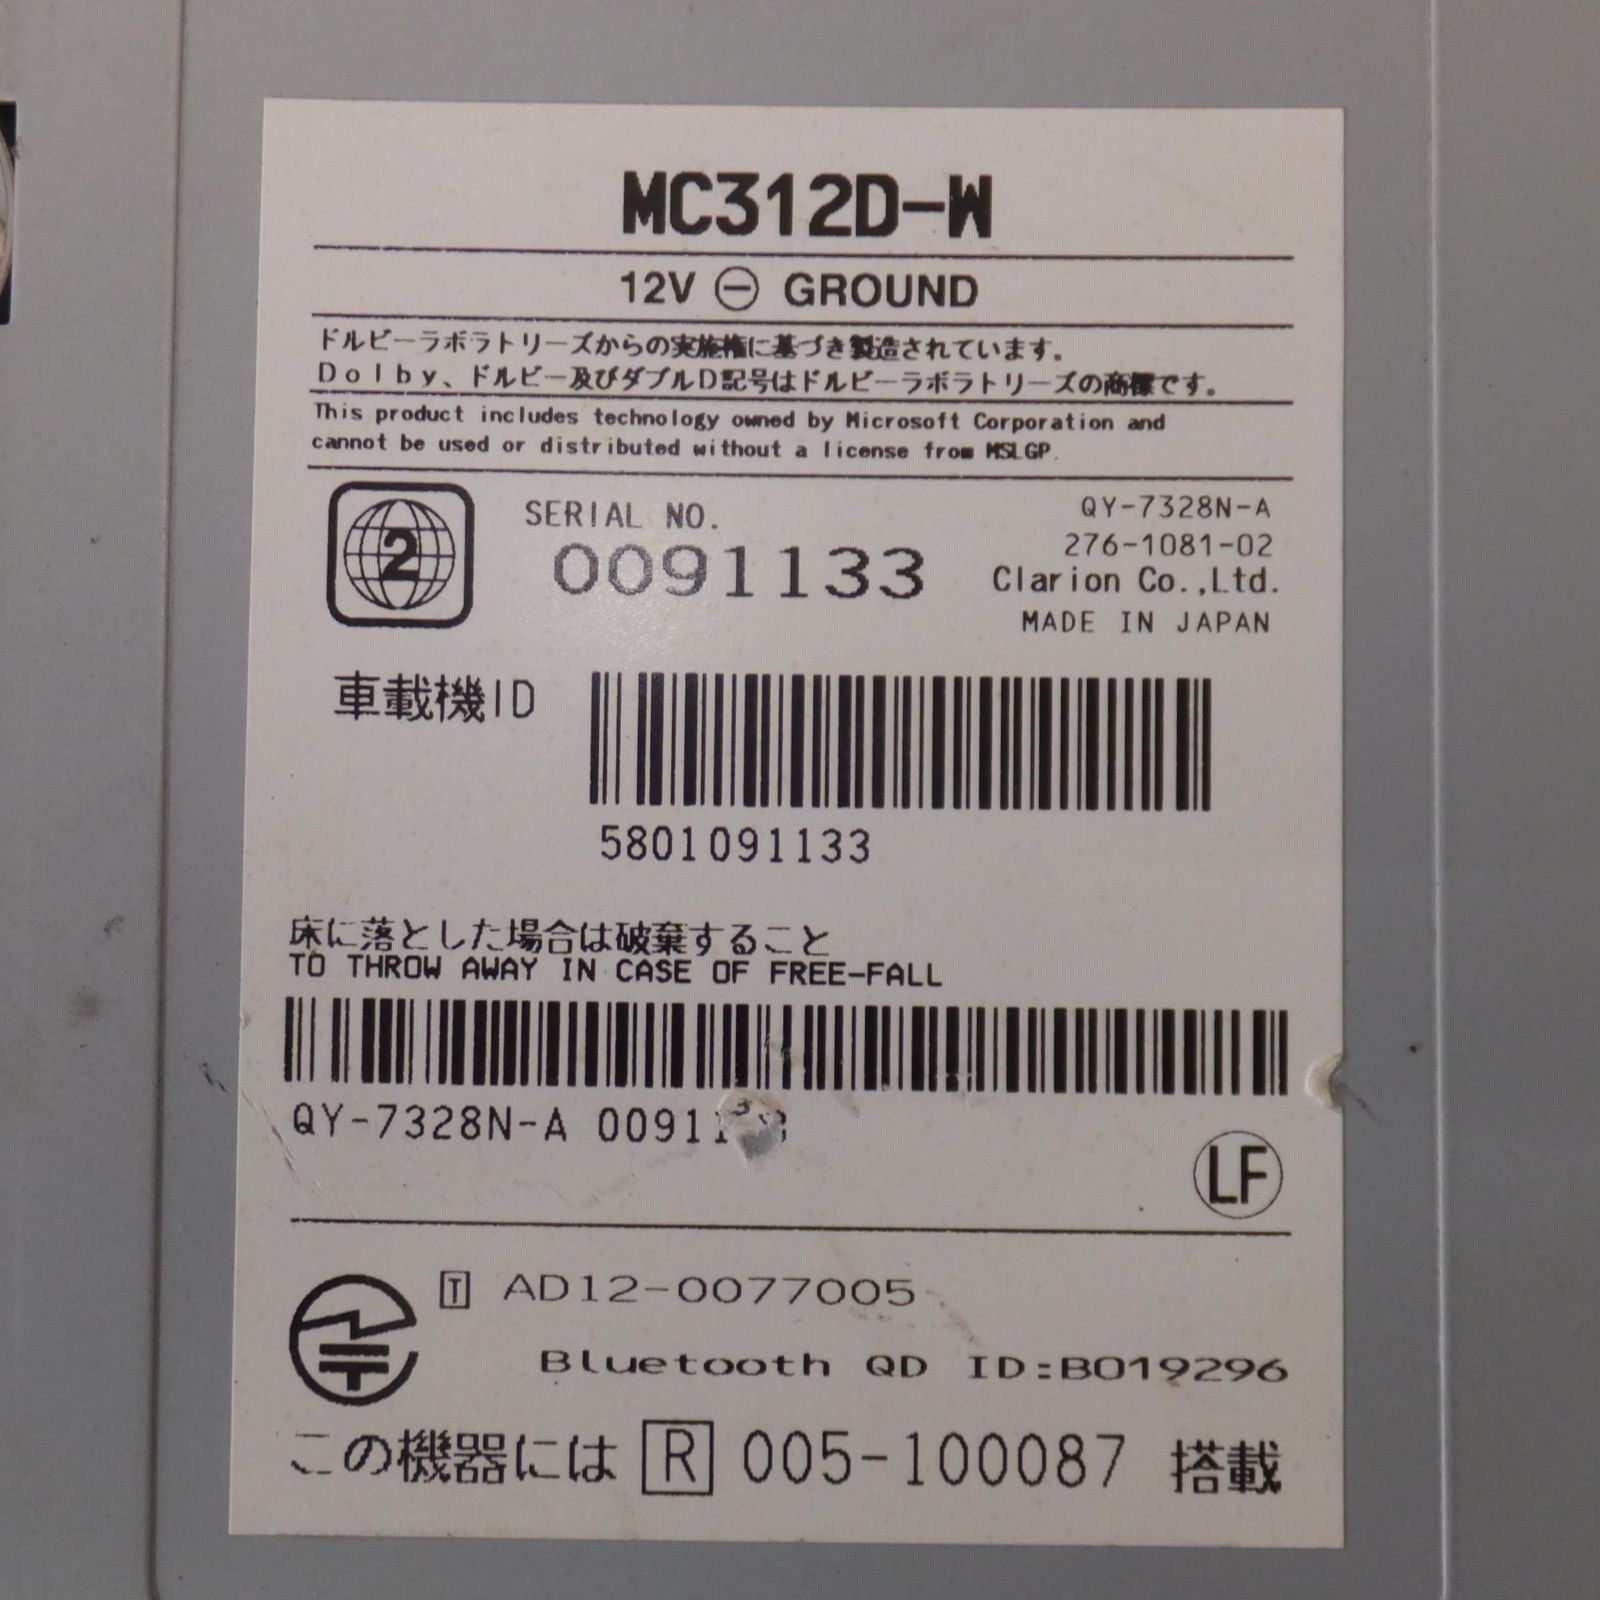 MC312D-W
12V ⊖ GROUND
ドルビーラボラトリーズからの実施権に基づき製造されています。
Dolby、ドルビー及びダブルD記号はドルビーラボラトリーズの商標です。
This product includes technology owned by Microsoft Corporation and
cannot be used or distributed without a license from MSLGP.
2
SERIAL NO.
0091133
QY-7328N-A
276-1081-02
Clarion Co.,Ltd.
MADE IN JAPAN
車載機ID
5801091133
床に落とした場合は破棄すること
TO THROW AWAY IN CASE OF FREE-FALL
QY-7328N-A 0091133
LF
T AD12-0077005
Bluetooth QD ID:B019296
この機器には R 005-100087 搭載